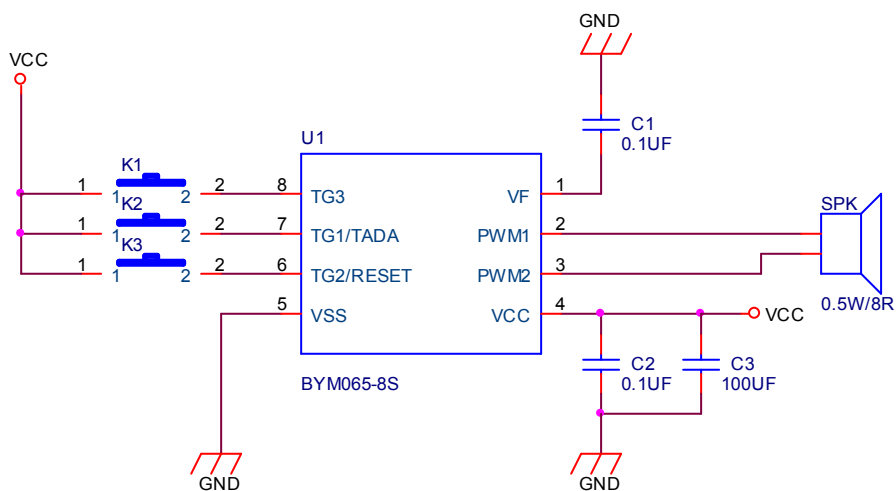 GND
VCC
C1
0.1UF
U1
K1
1
1
2
2
8
TG3
VF
1
SPK
K2
1
1
2
2
7
TG1/TADA
PWM1
2
K3
1
1
2
2
6
TG2/RESET
PWM2
3
5
VSS
VCC
4
VCC
0.5W/8R
C2
0.1UF
C3
100UF
BYM065-8S
GND
GND